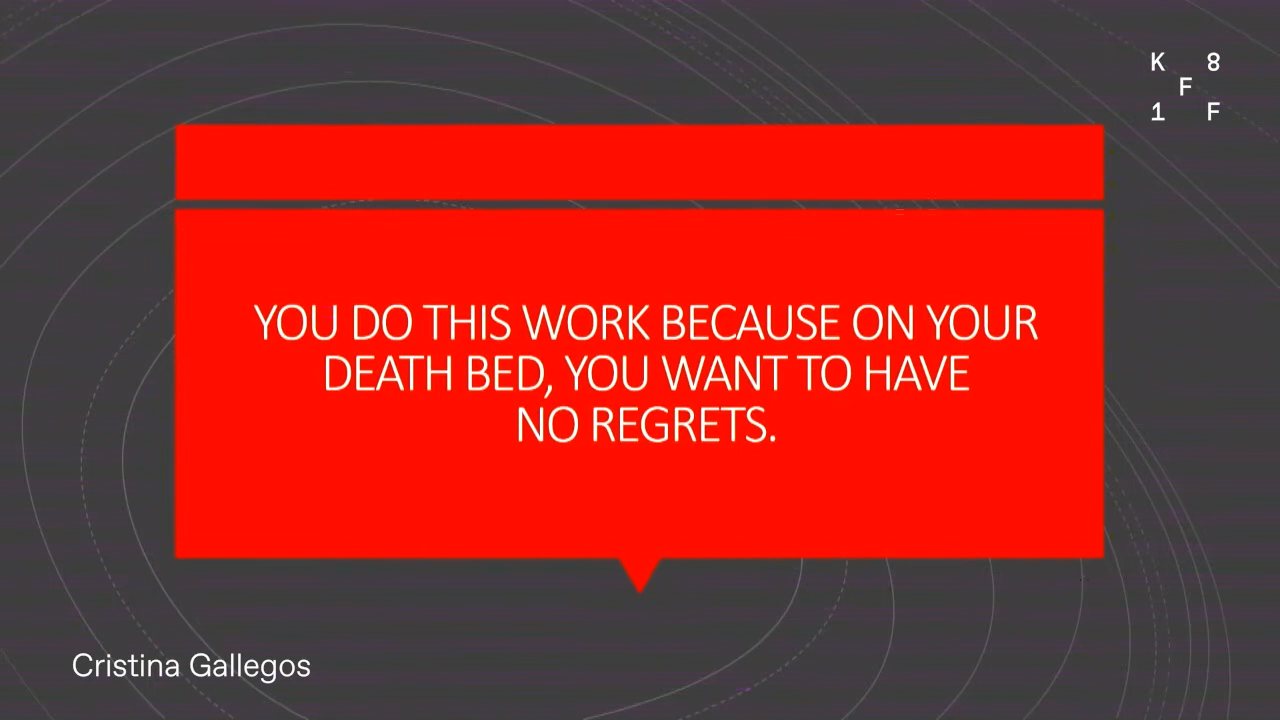 K 8
F
1 F
YOU DO THIS WORK BECAUSE ON YOUR
DEATH BED, YOU WANT TO HAVE
NO REGRETS.
Cristina Gallegos